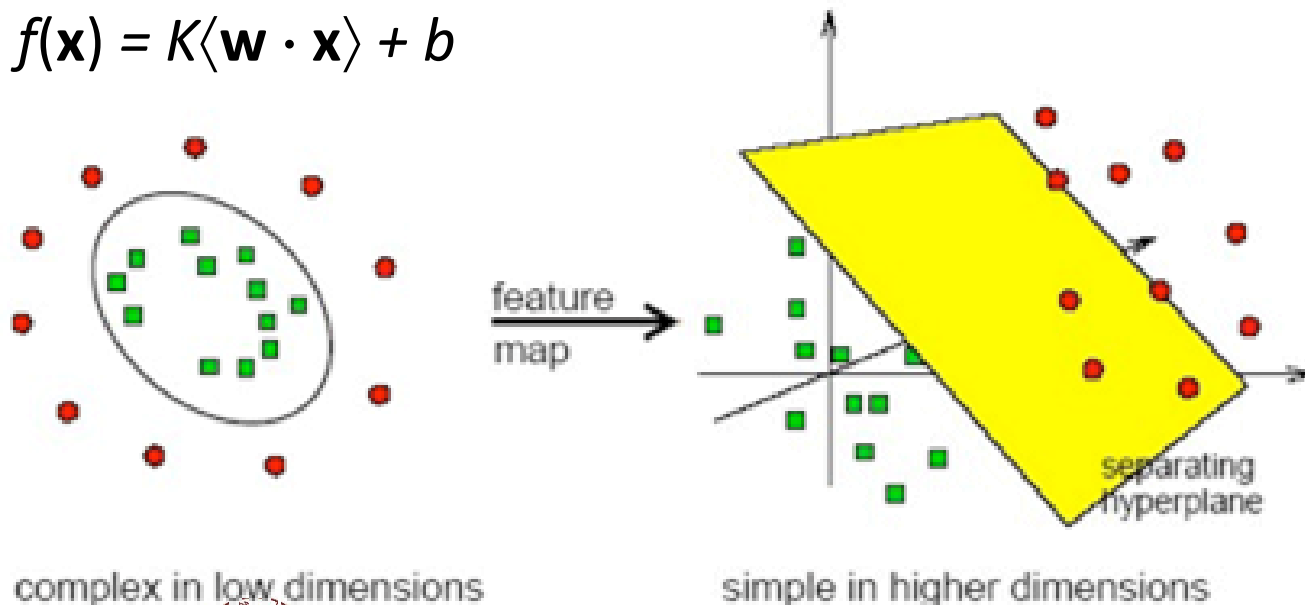 f(x) = K⟨w · x⟩ + b
feature
map
separating
hyperplane
complex in low dimensions
simple in higher dimensions